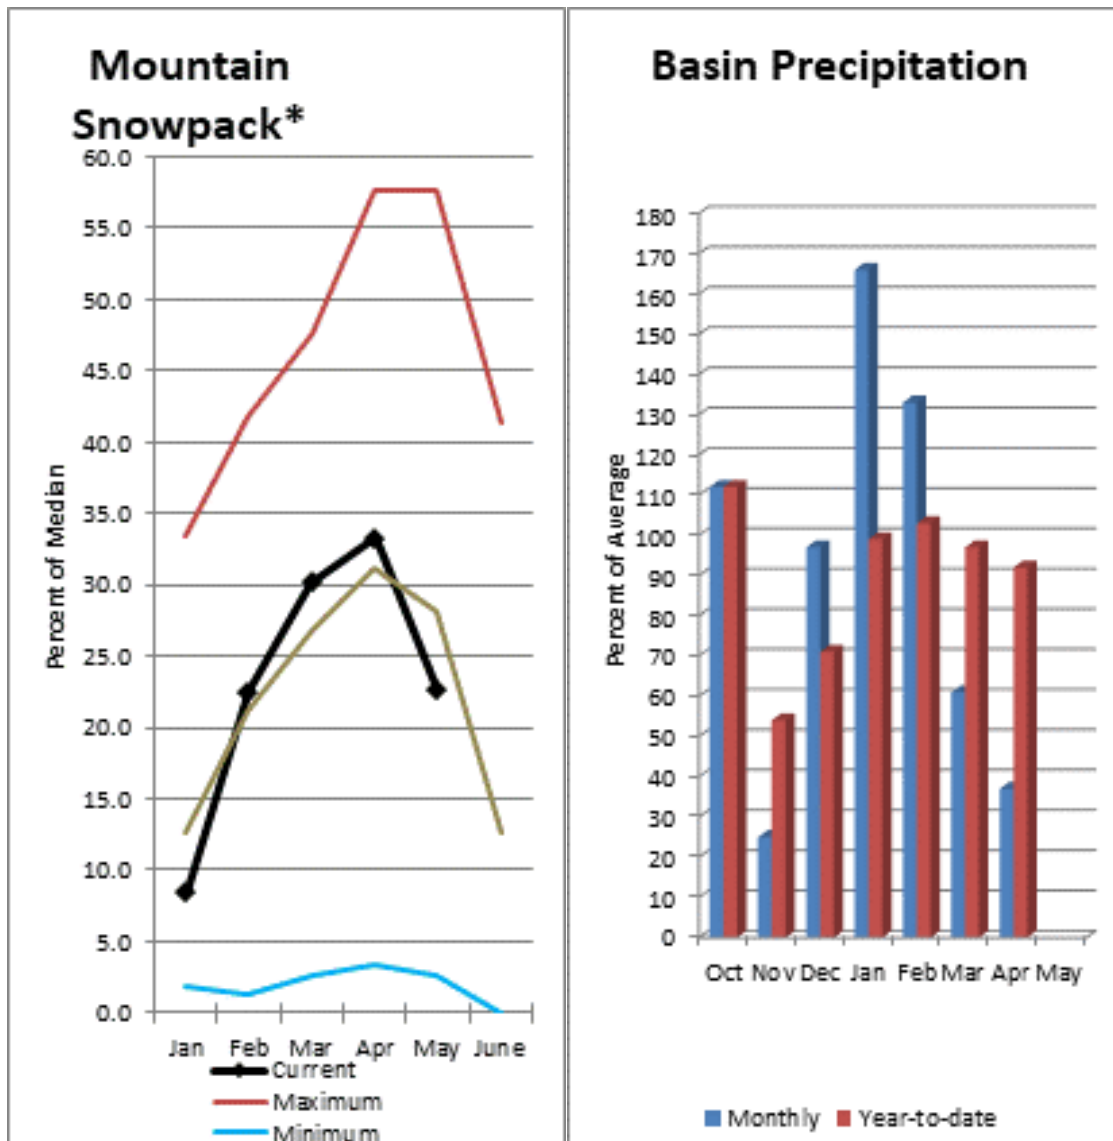 Mountain
Snowpack*
60.0
55.0
50.0
45.0
40.0
35.0
30.0
25.0
20.0
15.0
10.0
5.0
0.0
Percent of Median
Jan Feb Mar Apr May June
Current
Maximum
Minimum
Basin Precipitation
180
170
160
150
140
130
120
110
100
90
80
70
60
50
40
30
20
10
0
Percent of Average
Oct Nov Dec Jan Feb Mar Apr May
Monthly Year-to-date